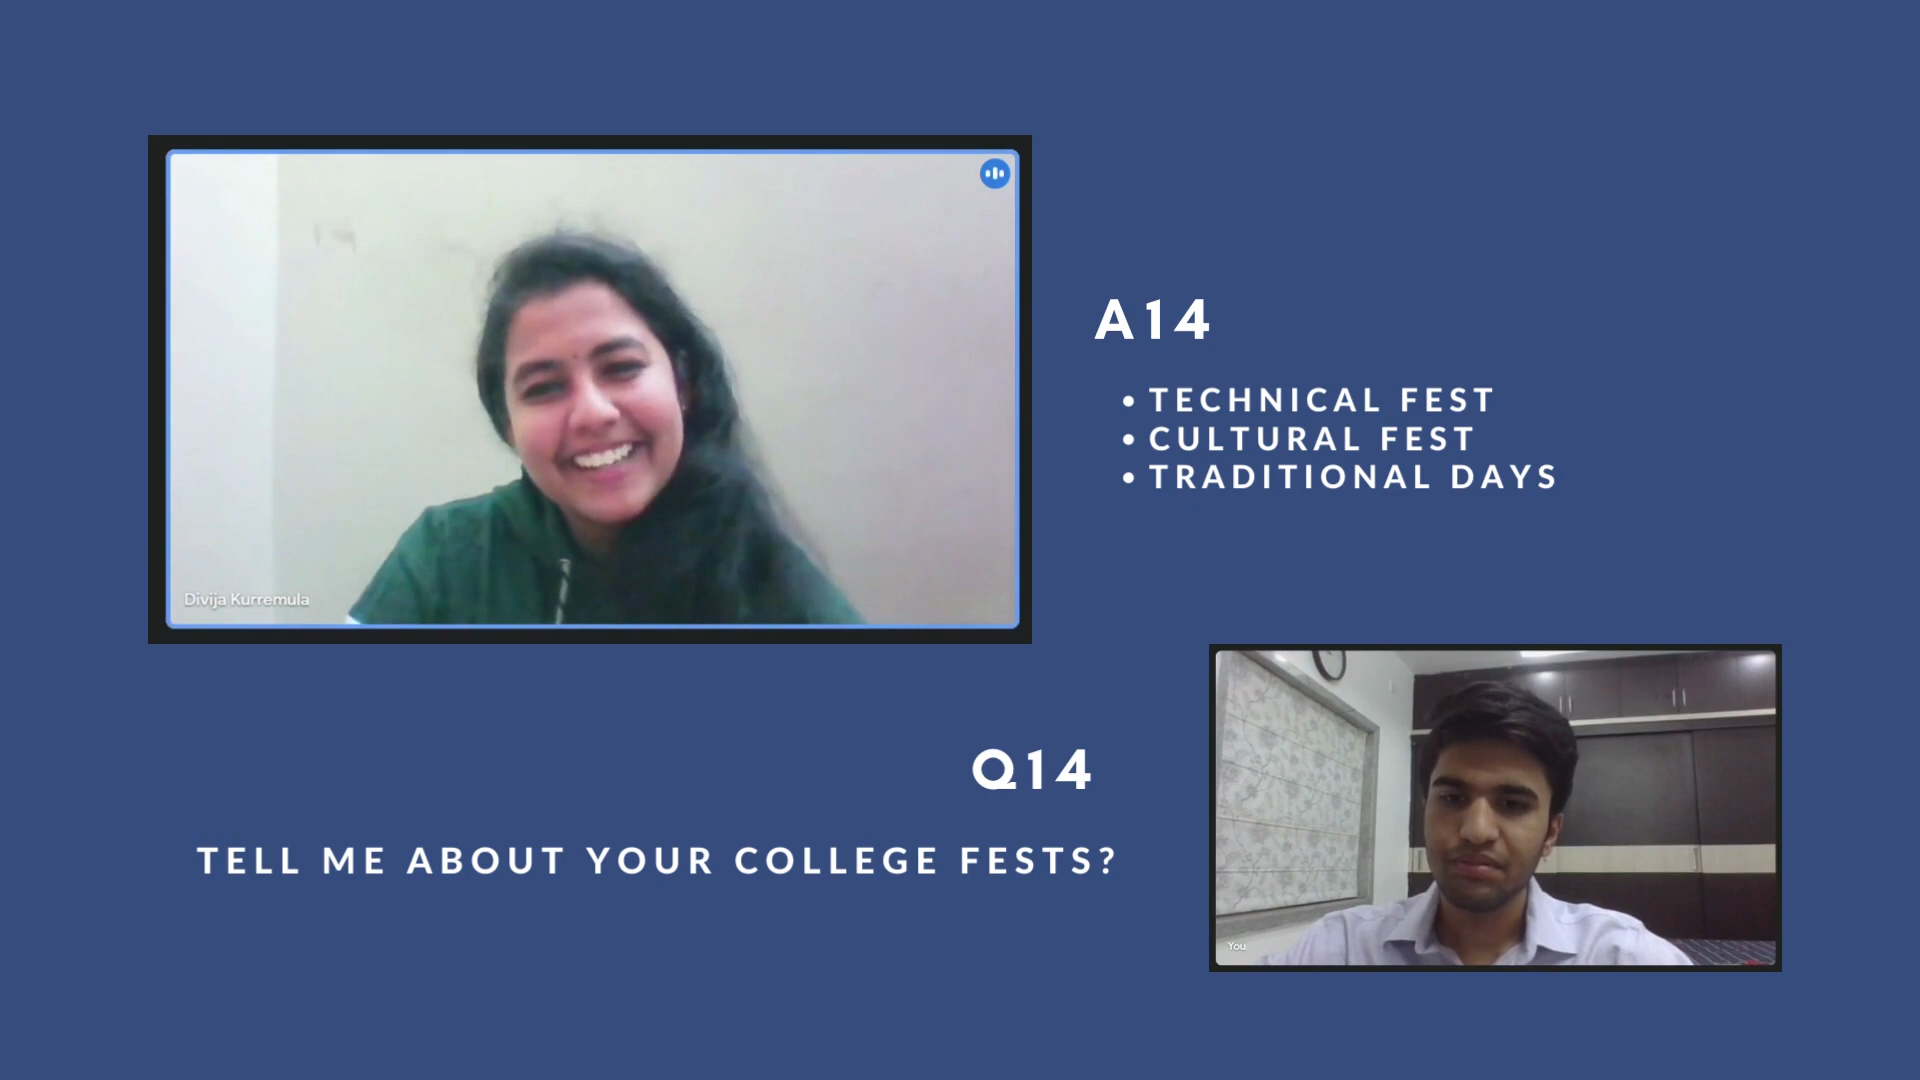 Divija Kurremula
A14
• TECHNICAL FEST
• CULTURAL FEST
• TRADITIONAL DAYS
Q14
TELL ME ABOUT YOUR COLLEGE FESTS?
You